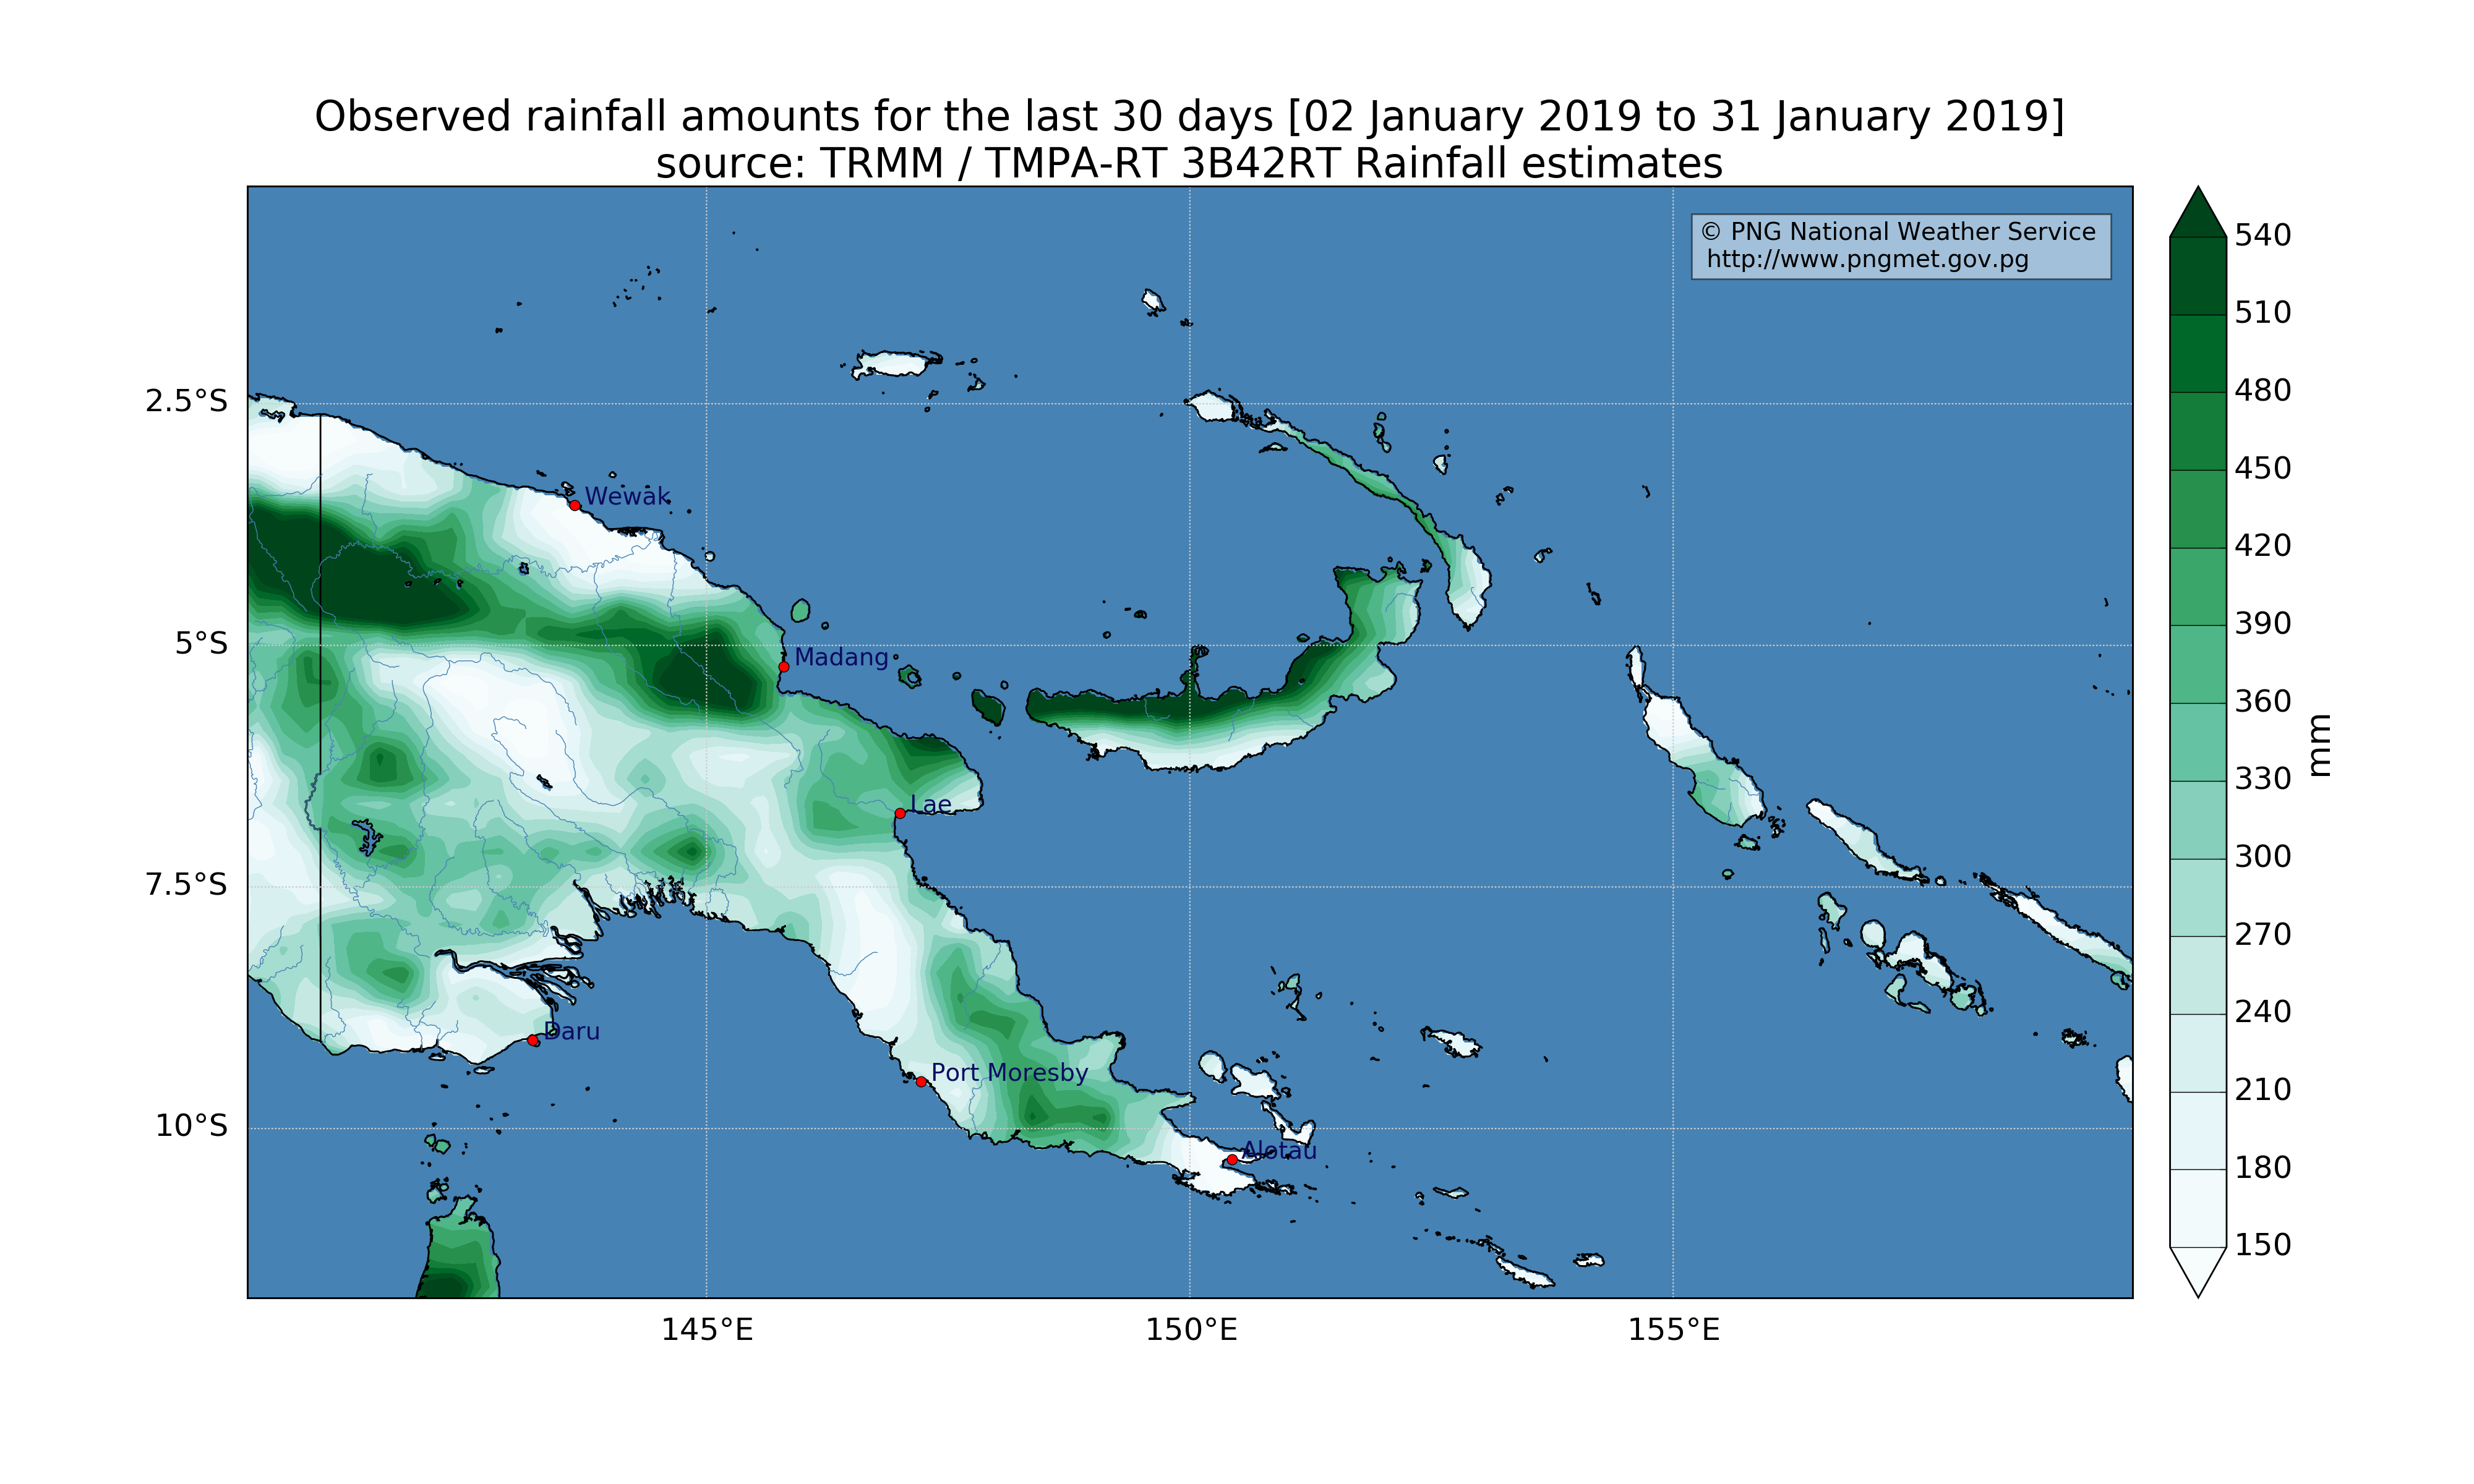 Observed rainfall amounts for the last 30 days [02 January 2019 to 31 January 2019]
source: TRMM / TMPA-RT 3B42RT Rainfall estimates
© PNG National Weather Service
http://www.pngmet.gov.pg
540
510
480
450
420
390
360
330
300
270
240
210
180
150
mm
2.5°S
5°S
7.5°S
10°S
Wewak
Madang
Lae
Daru
Port Moresby
Alotau
145°E
150°E
155°E